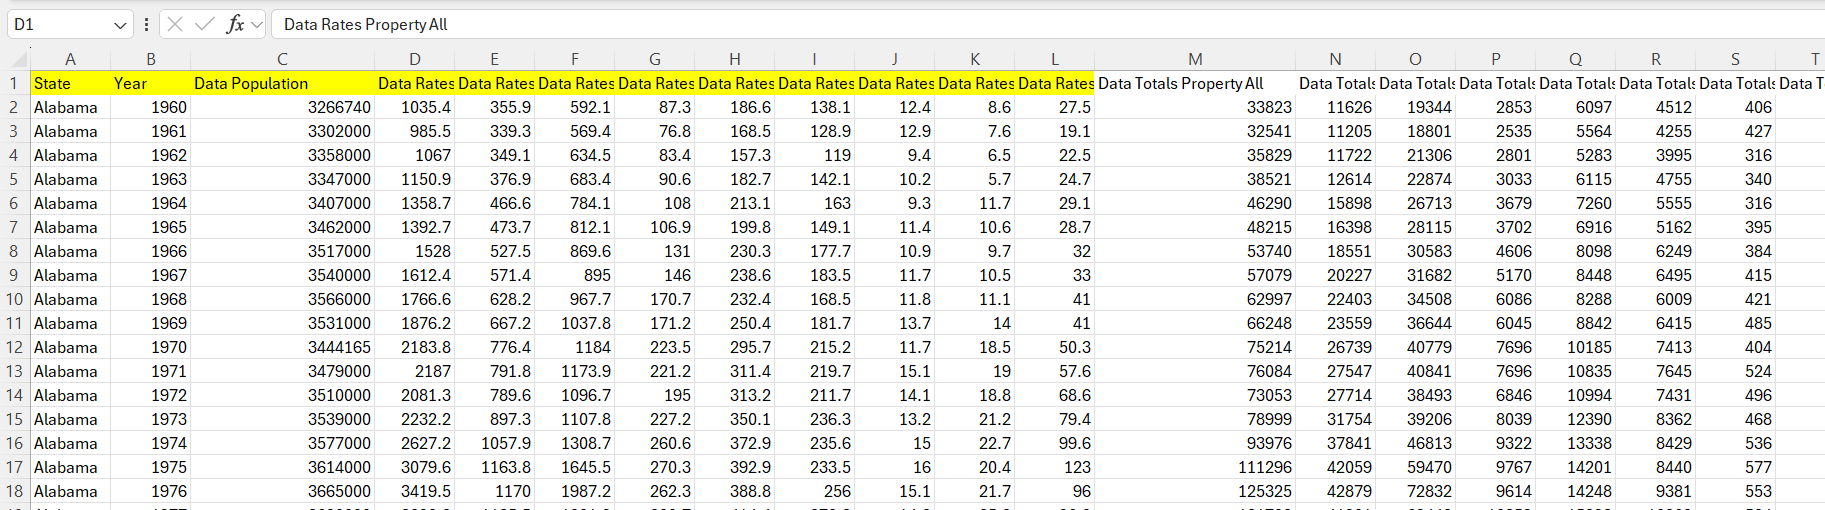 D1 fx Data Rates Property All
A B C D E F G H I J K L M N O P Q R S T
1 State Year Data Population Data Rates Data Rates Data Rates Data Rates Data Rates Data Rates Data Rates Data Rates Data Rates Data Totals Property All Data Totals Data Totals Data Totals Data Totals Data Totals Data Totals Data T
2 Alabama 1960 3266740 1035.4 355.9 592.1 87.3 186.6 138.1 12.4 8.6 27.5 33823 11626 19344 2853 6097 4512 406
3 Alabama 1961 3302000 985.5 339.3 569.4 76.8 168.5 128.9 12.9 7.6 19.1 32541 11205 18801 2535 5564 4255 427
4 Alabama 1962 3358000 1067 349.1 634.5 83.4 157.3 119 9.4 6.5 22.5 35829 11722 21306 2801 5283 3995 316
5 Alabama 1963 3347000 1150.9 376.9 683.4 90.6 182.7 142.1 10.2 5.7 24.7 38521 12614 22874 3033 6115 4755 340
6 Alabama 1964 3407000 1358.7 466.6 784.1 108 213.1 163 9.3 11.7 29.1 46290 15898 26713 3679 7260 5555 316
7 Alabama 1965 3462000 1392.7 473.7 812.1 106.9 199.8 149.1 11.4 10.6 28.7 48215 16398 28115 3702 6916 5162 395
8 Alabama 1966 3517000 1528 527.5 869.6 131 230.3 177.7 10.9 9.7 32 53740 18551 30583 4606 8098 6249 384
9 Alabama 1967 3540000 1612.4 571.4 895 146 238.6 183.5 11.7 10.5 33 57079 20227 31682 5170 8448 6495 415
10 Alabama 1968 3566000 1766.6 628.2 967.7 170.7 232.4 168.5 11.8 11.1 41 62997 22403 34508 6086 8288 6009 421
11 Alabama 1969 3531000 1876.2 667.2 1037.8 171.2 250.4 181.7 13.7 14 41 66248 23559 36644 6045 8842 6415 485
12 Alabama 1970 3444165 2183.8 776.4 1184 223.5 295.7 215.2 11.7 18.5 50.3 75214 26739 40779 7696 10185 7413 404
13 Alabama 1971 3479000 2187 791.8 1173.9 221.2 311.4 219.7 15.1 19 57.6 76084 27547 40841 7696 10835 7645 524
14 Alabama 1972 3510000 2081.3 789.6 1096.7 195 313.2 211.7 14.1 18.8 68.6 73053 27714 38493 6846 10994 7431 496
15 Alabama 1973 3539000 2232.2 897.3 1107.8 227.2 350.1 236.3 13.2 21.2 79.4 78999 31754 39206 8039 12390 8362 468
16 Alabama 1974 3577000 2627.2 1057.9 1308.7 260.6 372.9 235.6 15 22.7 99.6 93976 37841 46813 9322 13338 8429 536
17 Alabama 1975 3614000 3079.6 1163.8 1645.5 270.3 392.9 233.5 16 20.4 123 111296 42059 59470 9767 14201 8440 577
18 Alabama 1976 3665000 3419.5 1170 1987.2 262.3 388.8 256 15.1 21.7 96 125325 42879 72832 9614 14248 9381 553